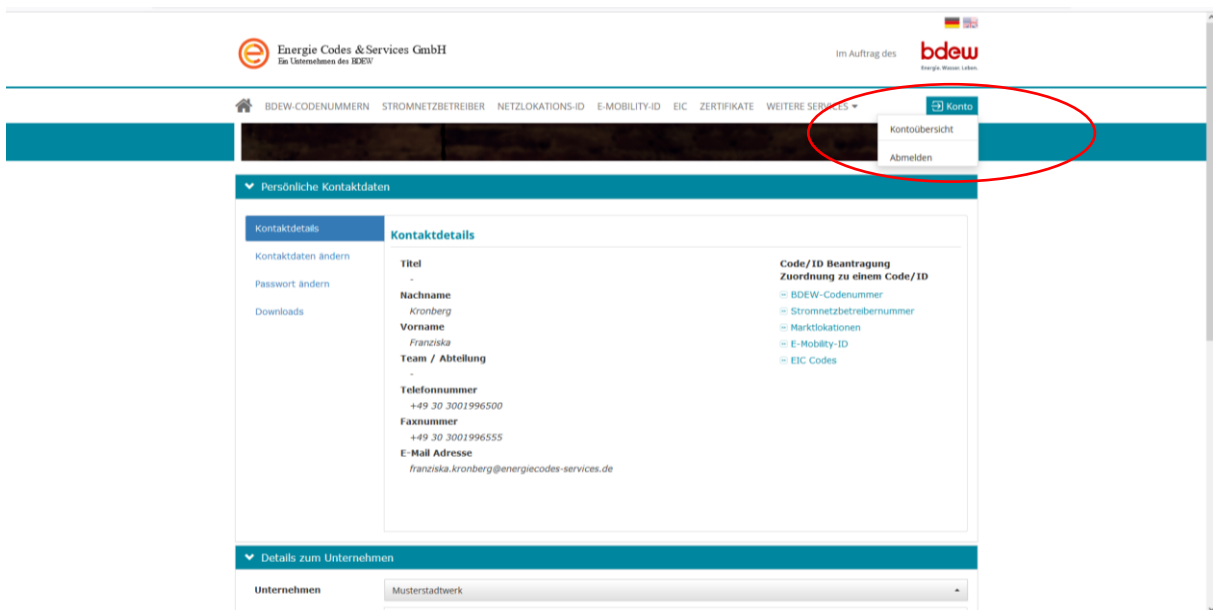 Energie Codes & Services GmbH
Ein Unternehmen des BDEW
Im Auftrag des
bdew
Energie. Wasser. Leben.
BDEW-CODENUMMERN STROMNETZBETREIBER NETZLOKATIONS-ID E-MOBILITY-ID EIC ZERTIFIKATE WEITERE SERVICES
Konto
Kontoübersicht
Abmelden
Persönliche Kontaktdaten
Kontaktdetails
Kontaktdaten ändern
Passwort ändern
Downloads
Kontaktdetails
Titel
-
Nachname
Kronberg
Vorname
Franziska
Team / Abteilung
-
Telefonnummer
+49 30 3001996500
Faxnummer
+49 30 3001996555
E-Mail Adresse
franziska.kronberg@energiecodes-services.de
Code/ID Beantragung
Zuordnung zu einem Code/ID
BDEW-Codenummer
Stromnetzbetreibernummer
Marktlokationen
E-Mobility-ID
EIC Codes
Details zum Unternehmen
Unternehmen
Musterstadtwerk